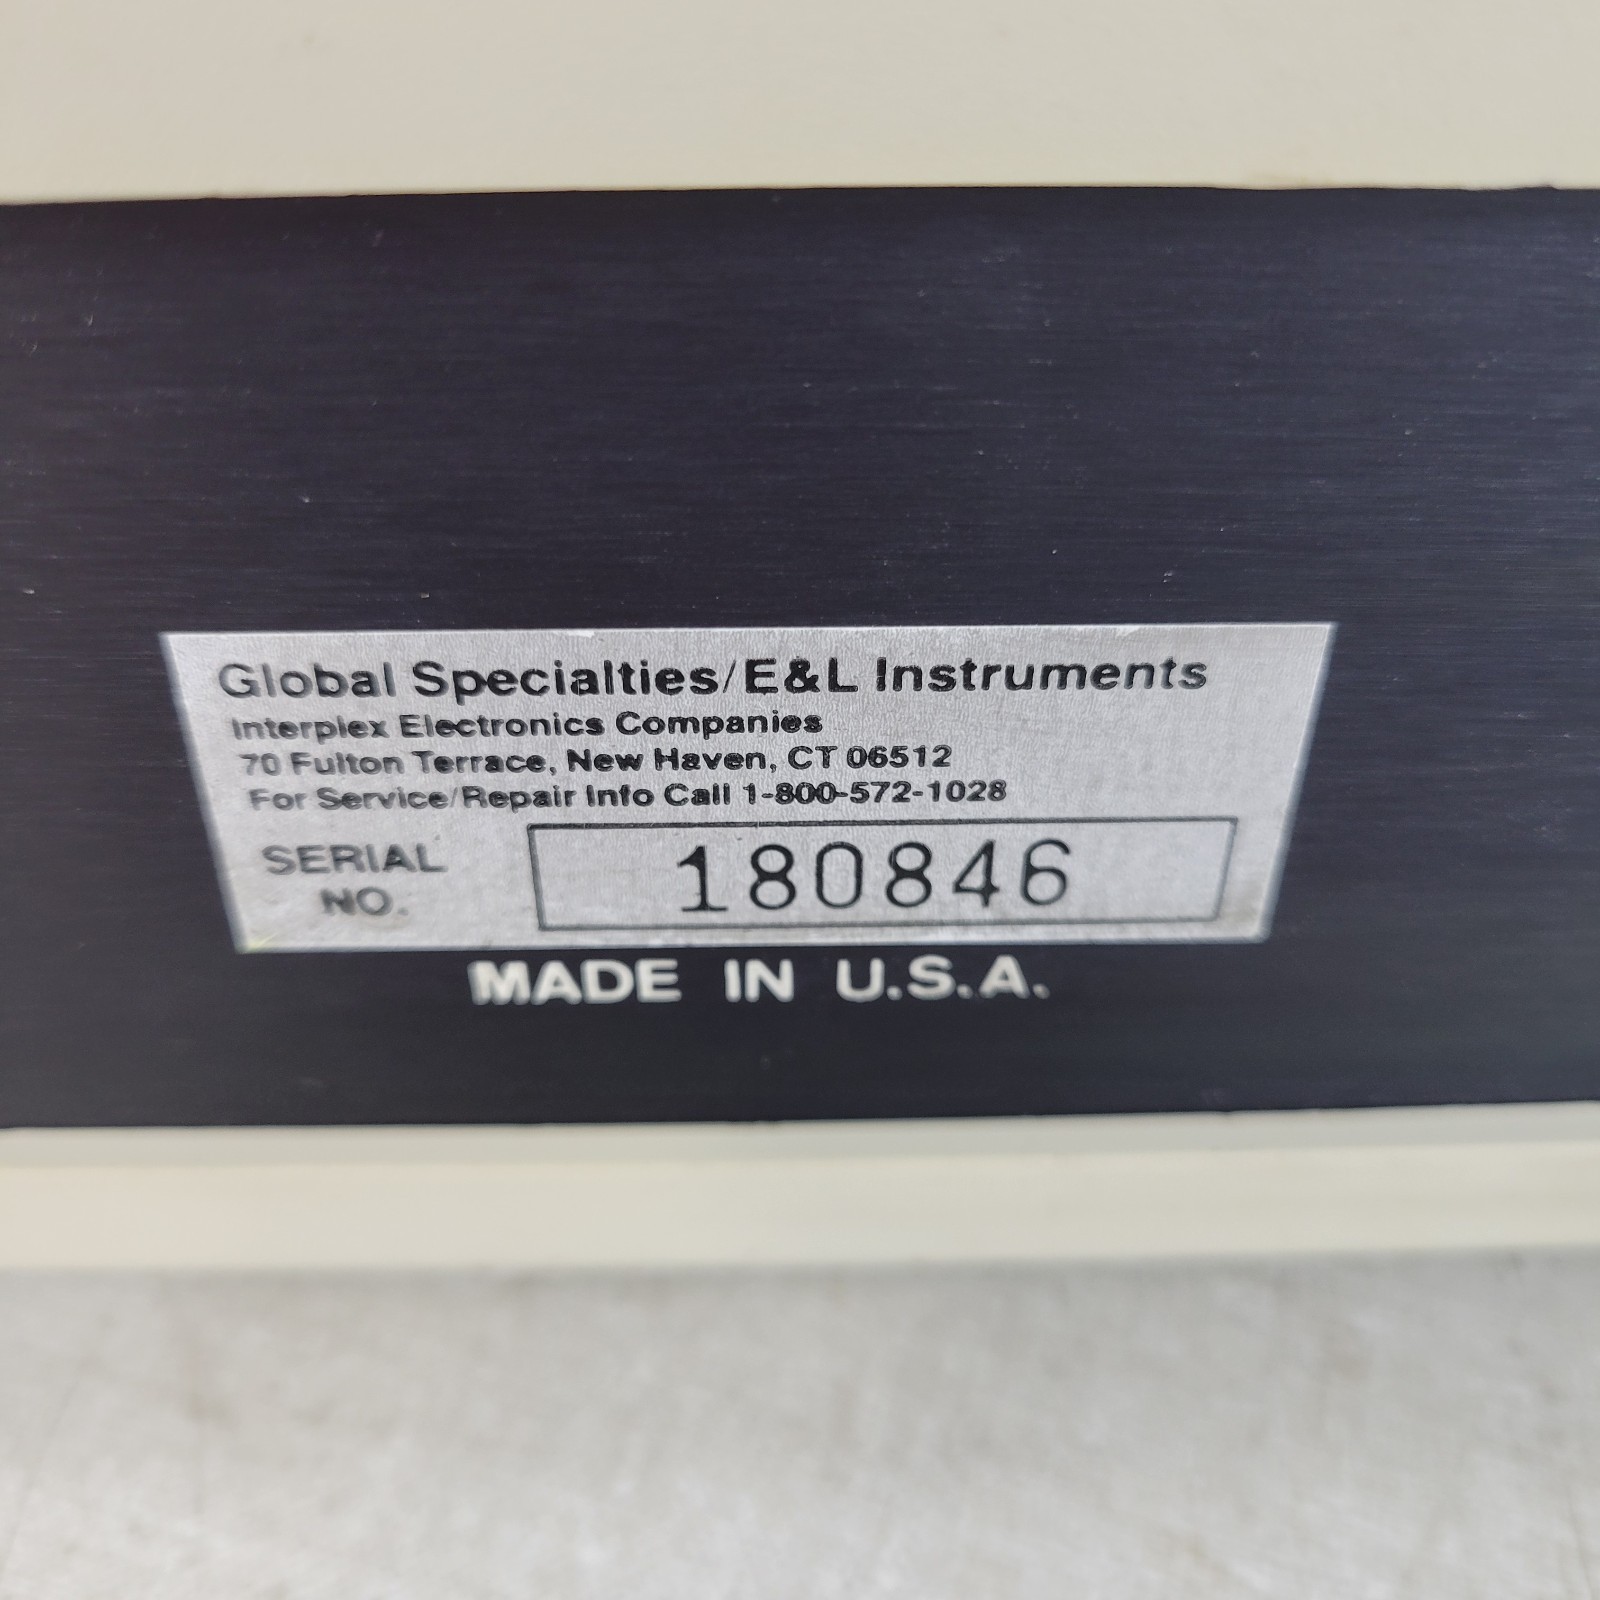 Global Specialties/E&L Instruments
Interplex Electronics Companies
70 Fulton Terrace, New Haven, CT 06512
For Service/Repair Info Call 1-800-572-1028
SERIAL
NO.
180846
MADE IN U.S.A.